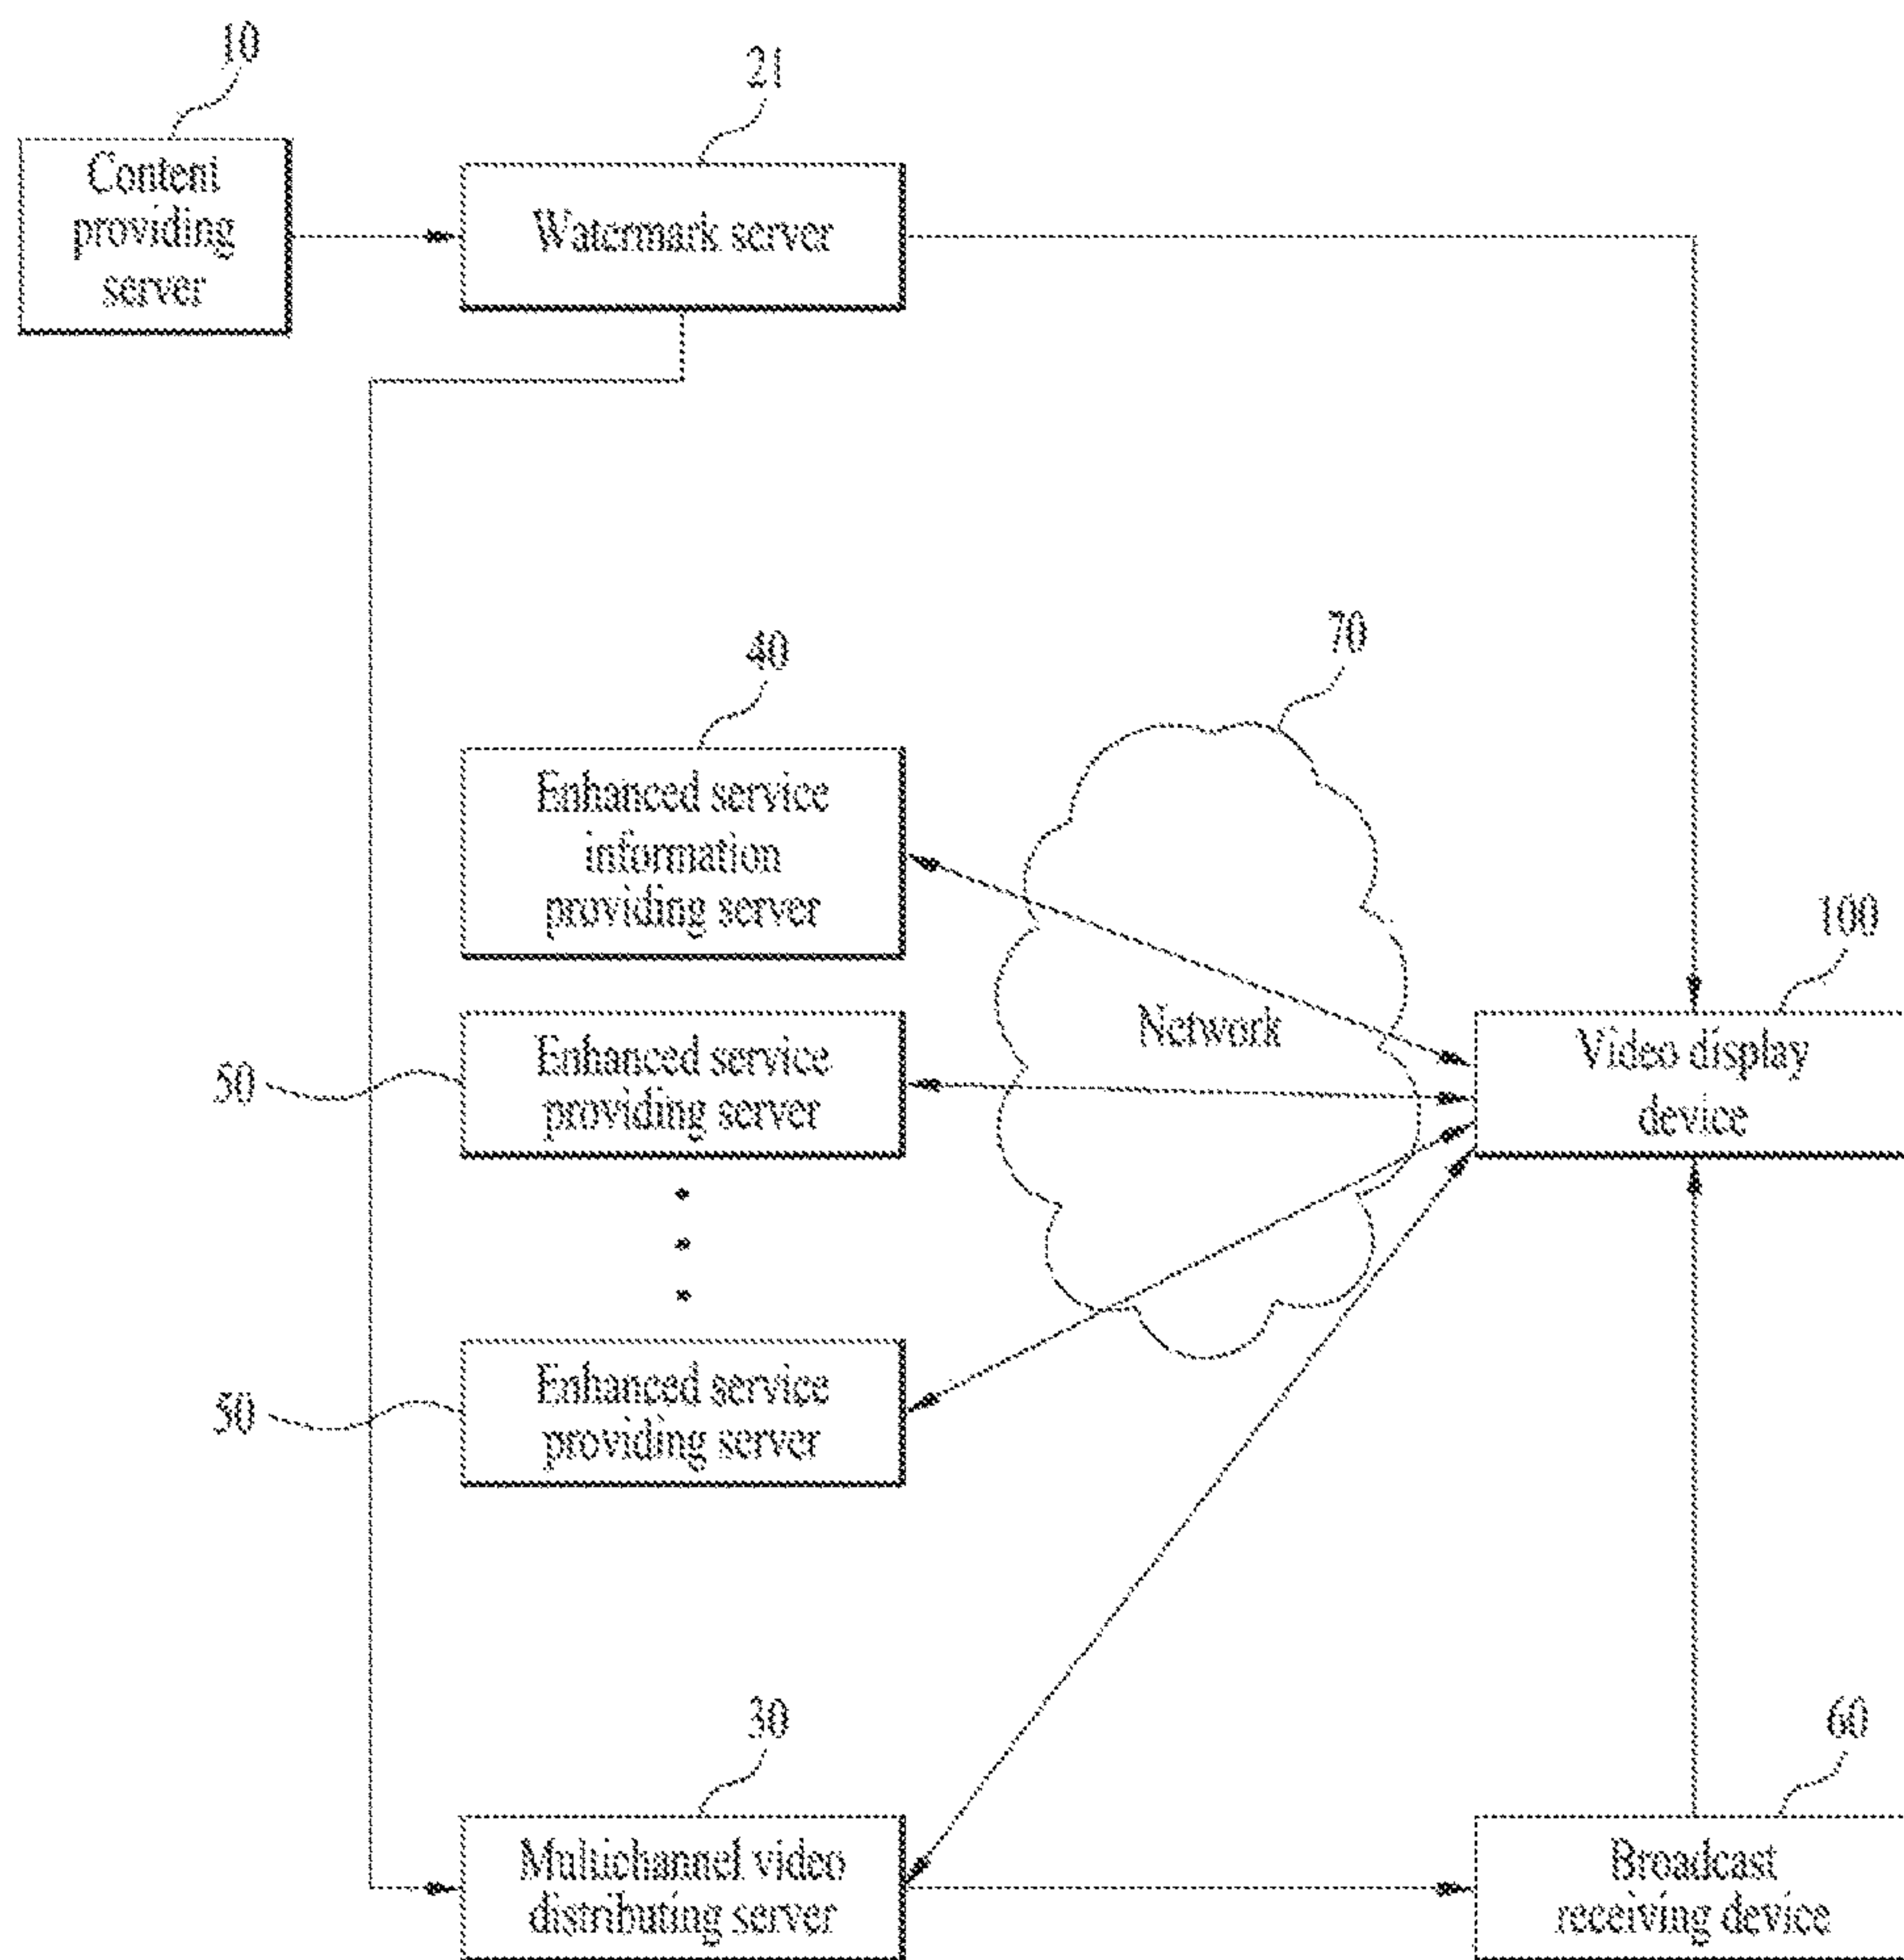 10
21
Content
providing
server
Watermark server
40
70
Enhanced service
information
providing server
100
Network
Video display
device
50
Enhanced service
providing server
50
Enhanced service
providing server
30
60
Multichannel video
distributing server
Broadcast
receiving device